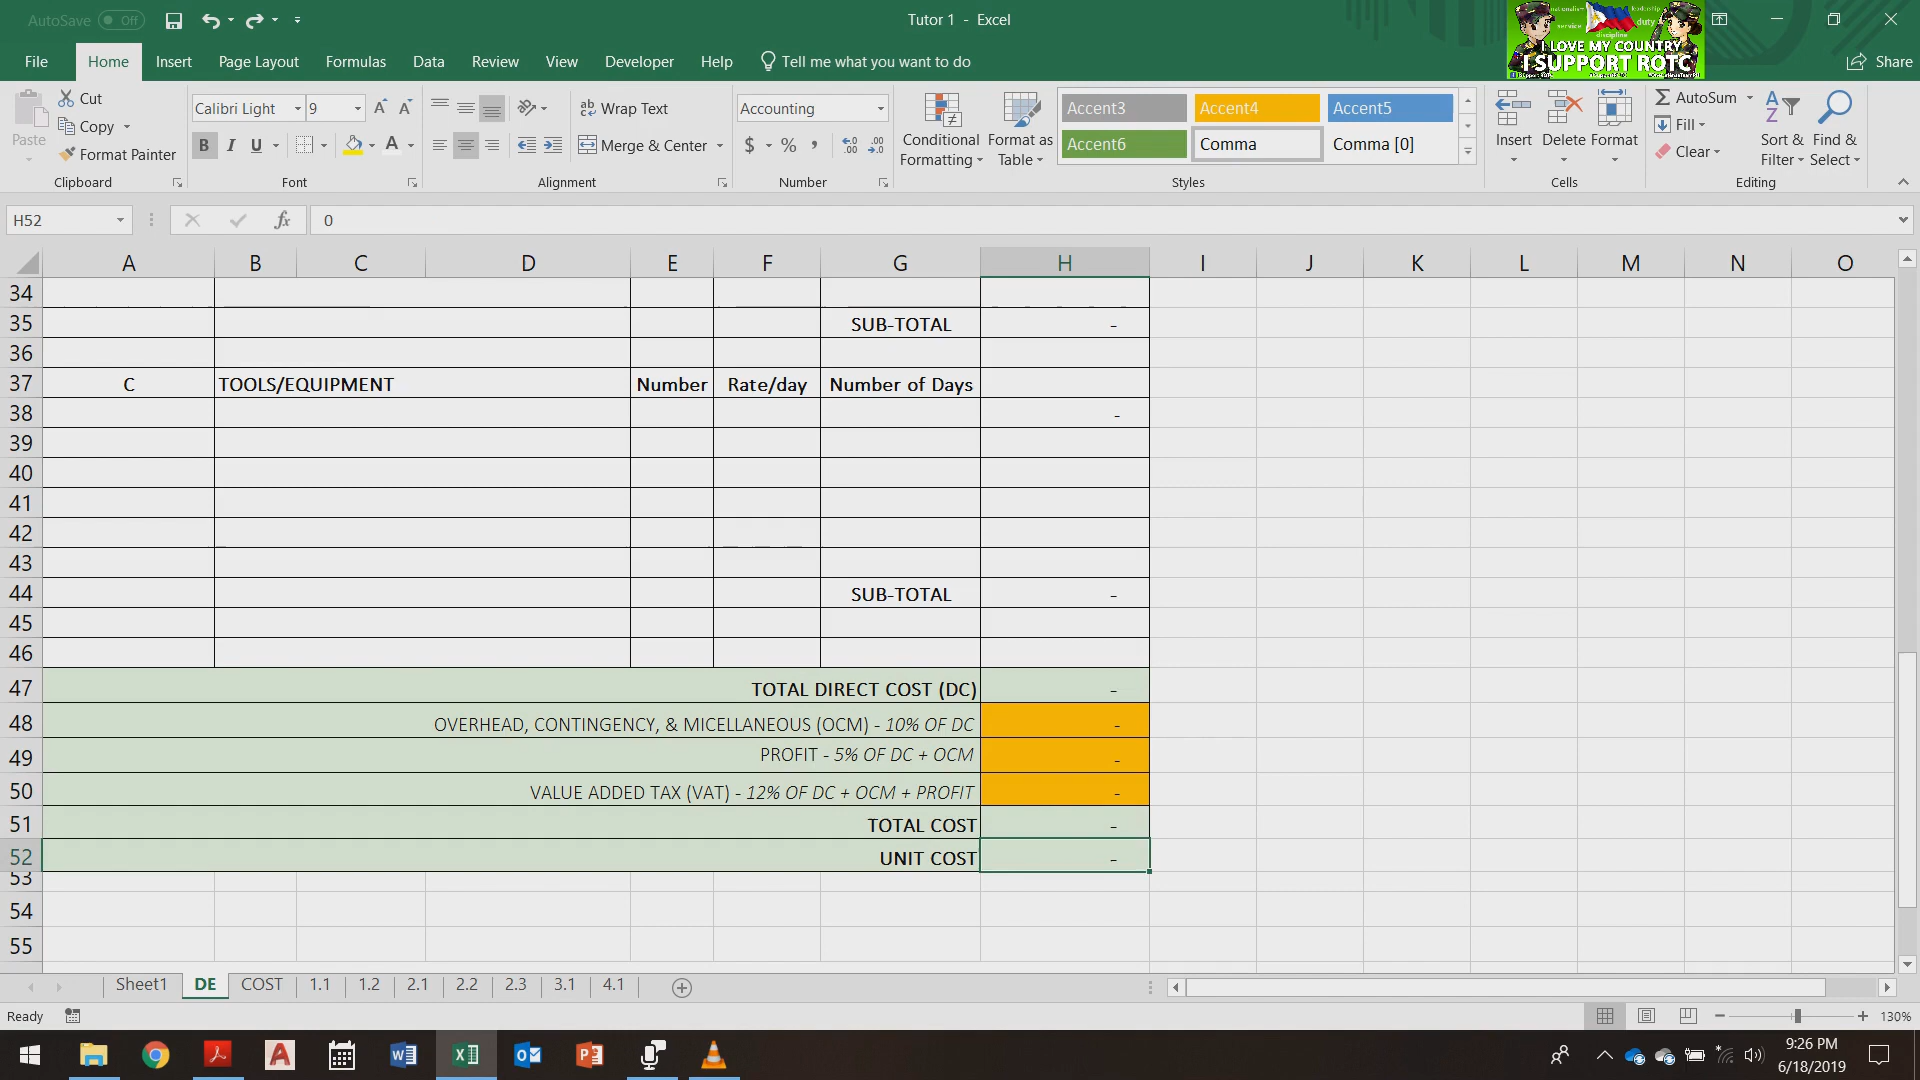 AutoSave Off
Tutor 1 - Excel
I LOVE MY COUNTRY
I SUPPORT ROTC
File Home Insert Page Layout Formulas Data Review View Developer Help Tell me what you want to do Share
Paste
Cut
Copy
Format Painter
Clipboard
Calibri Light 9
B I U
Font
Wrap Text
Merge & Center
Alignment
Accounting
$ % ,
Number
Conditional Formatting
Format as Table
Accent3 Accent4 Accent5
Accent6 Comma Comma [0]
Styles
Insert Delete Format
Cells
AutoSum
Fill
Clear
Sort & Filter
Find & Select
Editing
H52 fx 0
A B C D E F G H I J K L M N O
34
35 SUB-TOTAL -
36
37 C TOOLS/EQUIPMENT Number Rate/day Number of Days
38 -
39
40
41
42
43
44 SUB-TOTAL -
45
46
47 TOTAL DIRECT COST (DC) -
48 OVERHEAD, CONTINGENCY, & MICELLANEOUS (OCM) - 10% OF DC -
49 PROFIT - 5% OF DC + OCM -
50 VALUE ADDED TAX (VAT) - 12% OF DC + OCM + PROFIT -
51 TOTAL COST -
52 UNIT COST -
53
54
55
Sheet1 DE COST 1.1 1.2 2.1 2.2 2.3 3.1 4.1
Ready
130%
9:26 PM
6/18/2019